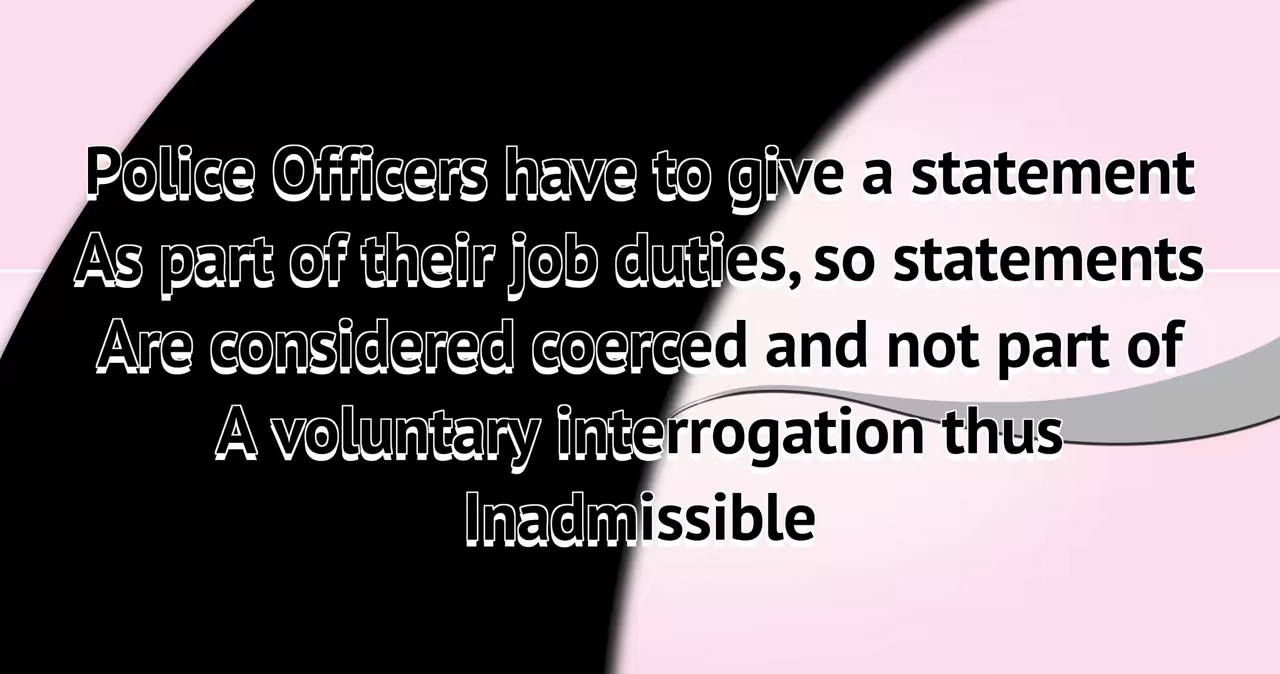 Police Officers have to give a statement
As part of their job duties, so statements
Are considered coerced and not part of
A voluntary interrogation thus
Inadmissible